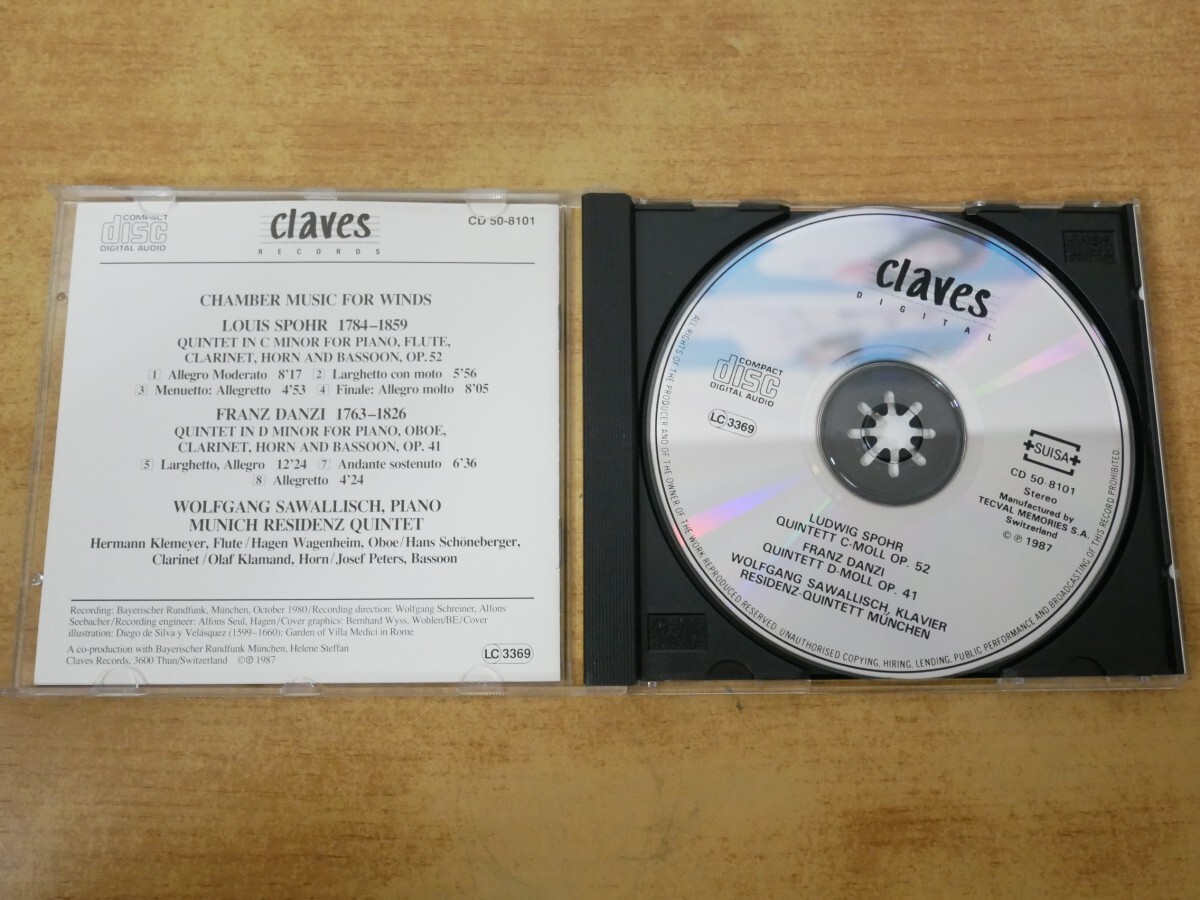 COMPACT
disc
DIGITAL AUDIO
claves
RECORDS
CD 50-8101
CHAMBER MUSIC FOR WINDS
LOUIS SPOHR 1784–1859
QUINTET IN C MINOR FOR PIANO, FLUTE,
CLARINET, HORN AND BASSOON, OP. 52
1 Allegro Moderato 8'17 2 Larghetto con moto 5'56
3 Menuetto: Allegretto 4'53 4 Finale: Allegro molto 8'05
FRANZ DANZI 1763–1826
QUINTET IN D MINOR FOR PIANO, OBOE,
CLARINET, HORN AND BASSOON, OP. 41
5 Larghetto, Allegro 12'24 7 Andante sostenuto 6'36
8 Allegretto 4'24
WOLFGANG SAWALLISCH, PIANO
MUNICH RESIDENZ QUINTET
Hermann Klemeyer, Flute/Hagen Wagenheim, Oboe/Hans Schöneberger,
Clarinet/Olaf Klamand, Horn/Josef Peters, Bassoon
Recording: Bayerischer Rundfunk, München, October 1980/Recording direction: Wolfgang Schreiner, Alfons
Seebacher/Recording engineer: Alfons Seul, Hagen/Cover graphics: Bernhard Wyss, Wohlen/BE/Cover
illustration: Diego de Silva y Velásquez (1599–1660): Garden of Villa Medici in Rome
A co-production with Bayerischer Rundfunk München, Helene Steffan
Claves Records, 3600 Thun/Switzerland ©℗ 1987
LC 3369
claves
DIGITAL
COMPACT
disc
DIGITAL AUDIO
LC 3369
SUISA
CD 50-8101
Stereo
Manufactured by
TECVAL MEMORIES S.A.
Switzerland
©℗ 1987
LUDWIG SPOHR
QUINTETT C-MOLL OP. 52
FRANZ DANZI
QUINTETT D-MOLL OP. 41
WOLFGANG SAWALLISCH, KLAVIER
RESIDENZ-QUINTETT MÜNCHEN
ALL RIGHTS OF THE PRODUCER AND OF THE OWNER OF THE WORK REPRODUCED RESERVED. UNAUTHORISED COPYING, HIRING, LENDING, PUBLIC PERFORMANCE AND BROADCASTING OF THIS RECORD PROHIBITED.